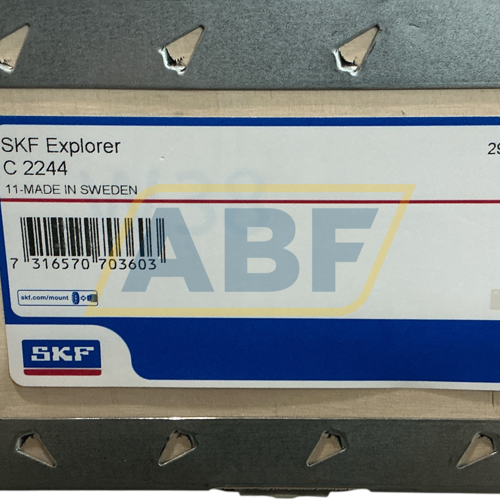 SKF Explorer
C 2244
11-MADE IN SWEDEN
ABF
7 316570 703603
skf.com/mount
SKF